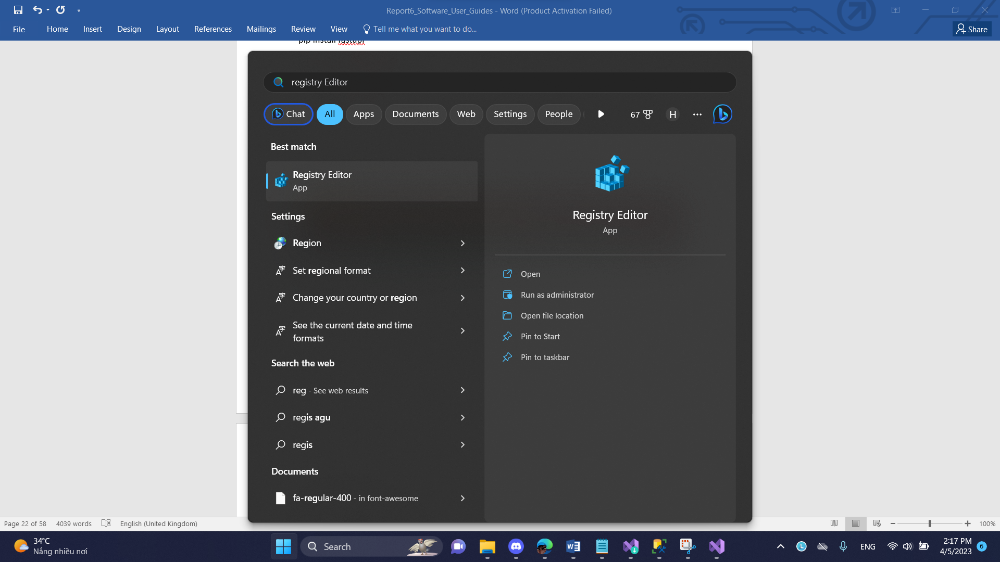 Report6_Software_User_Guides - Word (Product Activation Failed)
File Home Insert Design Layout References Mailings Review View Tell me what you want to do... Share
pip install fastapi
registry Editor
Chat All Apps Documents Web Settings People 67 H
Best match
Registry Editor
App
Settings
Region
Set regional format
Change your country or region
See the current date and time
formats
Search the web
reg - See web results
regis agu
regis
Documents
fa-regular-400 - in font-awesome
Registry Editor
App
Open
Run as administrator
Open file location
Pin to Start
Pin to taskbar
Page 22 of 58 4039 words English (United Kingdom) 100%
34°C
Nắng nhiều nơi
Search
ENG
2:17 PM
4/5/2023
6